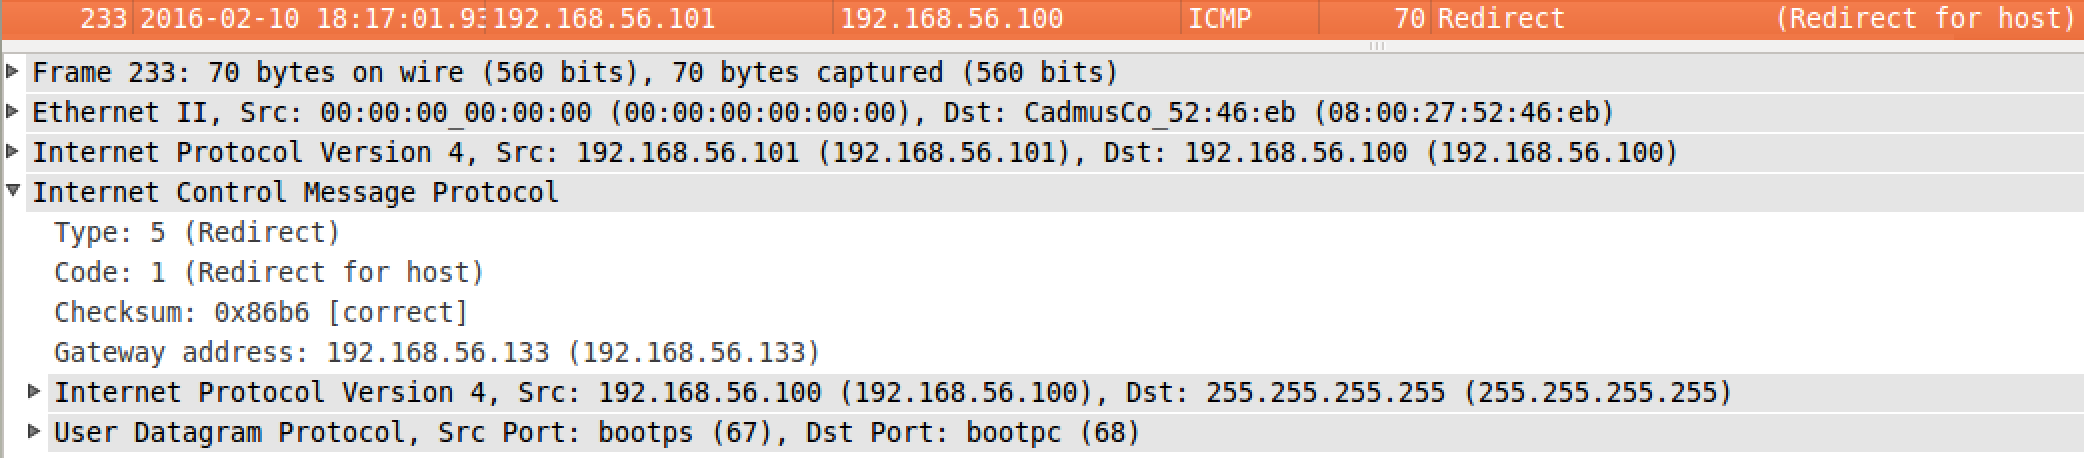 233 2016-02-10 18:17:01.93 192.168.56.101 192.168.56.100 ICMP 70 Redirect (Redirect for host)
Frame 233: 70 bytes on wire (560 bits), 70 bytes captured (560 bits)
Ethernet II, Src: 00:00:00_00:00:00 (00:00:00:00:00:00), Dst: CadmusCo_52:46:eb (08:00:27:52:46:eb)
Internet Protocol Version 4, Src: 192.168.56.101 (192.168.56.101), Dst: 192.168.56.100 (192.168.56.100)
Internet Control Message Protocol
Type: 5 (Redirect)
Code: 1 (Redirect for host)
Checksum: 0x86b6 [correct]
Gateway address: 192.168.56.133 (192.168.56.133)
Internet Protocol Version 4, Src: 192.168.56.100 (192.168.56.100), Dst: 255.255.255.255 (255.255.255.255)
User Datagram Protocol, Src Port: bootps (67), Dst Port: bootpc (68)